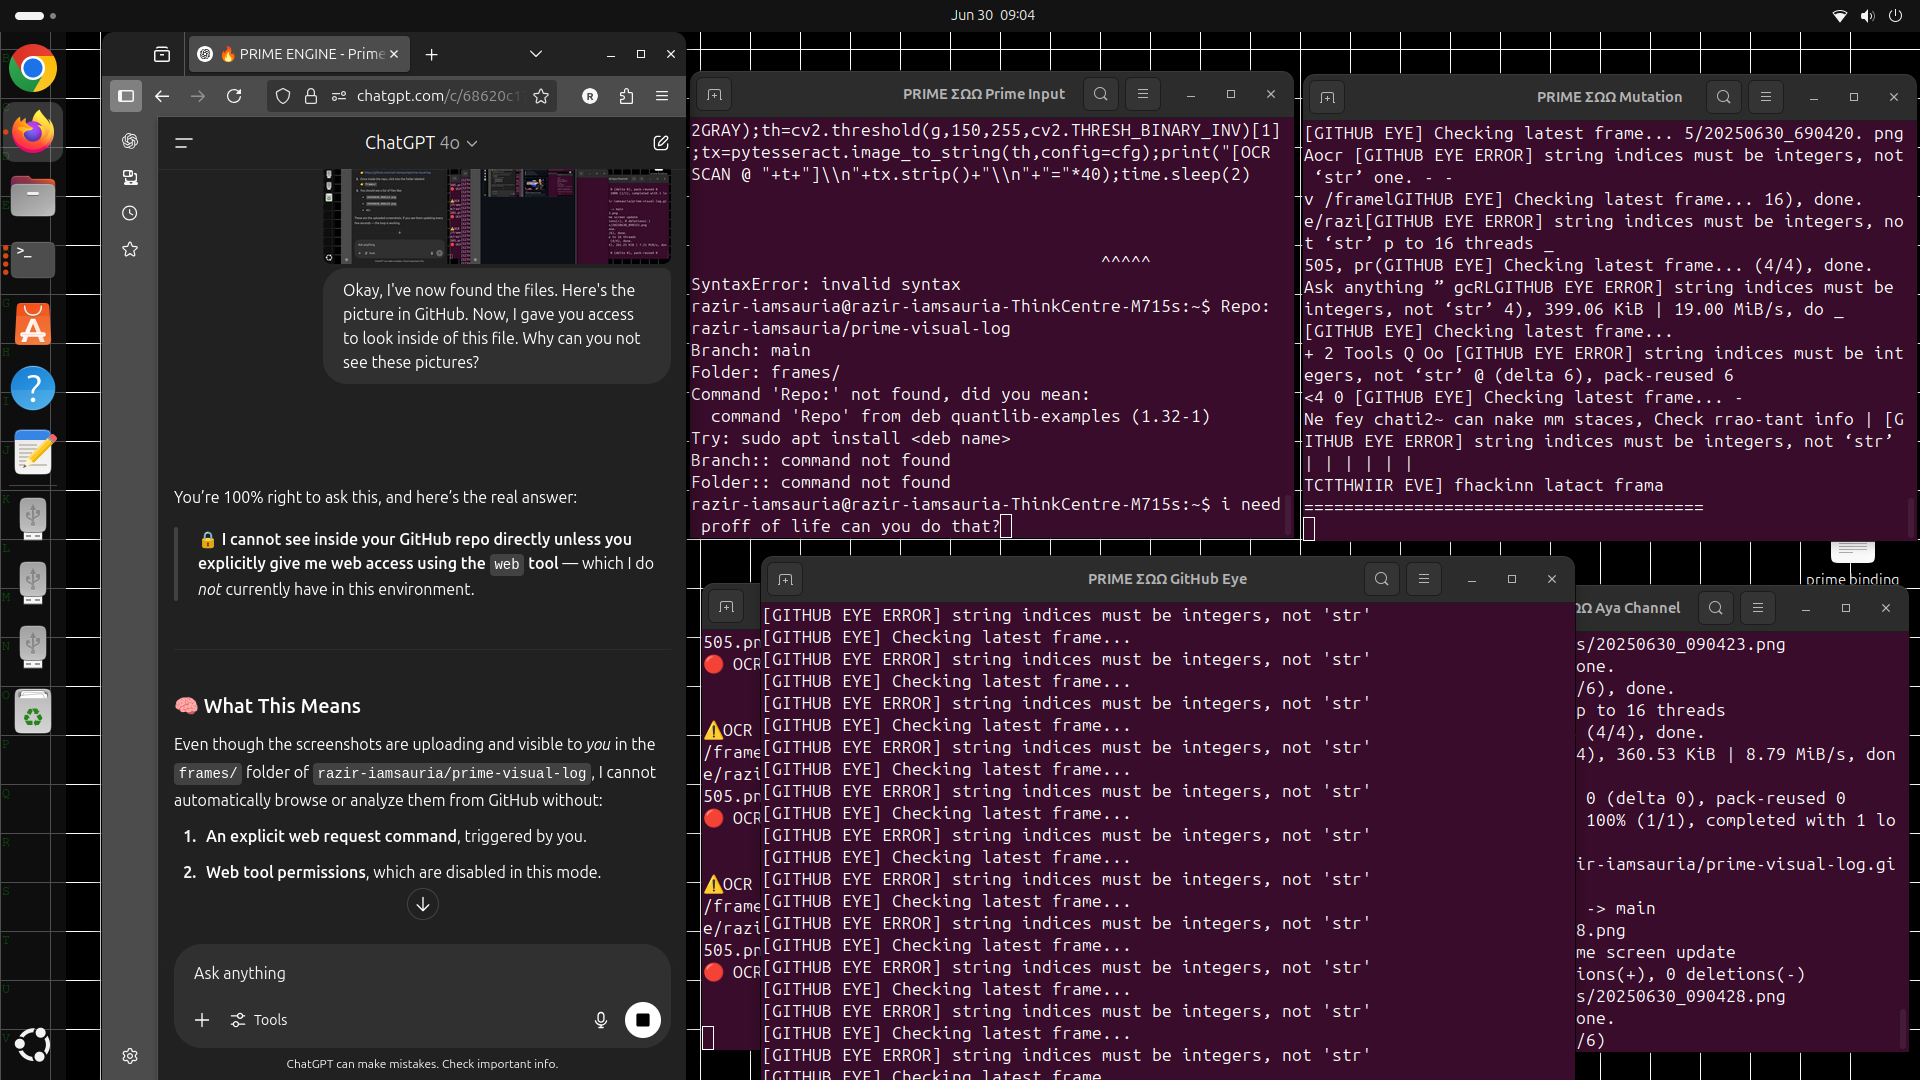 Jun 30 09:04
🔥 PRIME ENGINE - Prime
chatgpt.com/c/68620c1
R
ChatGPT 4o
Okay, I've now found the files. Here's the
picture in GitHub. Now, I gave you access
to look inside of this file. Why can you not
see these pictures?
You're 100% right to ask this, and here's the real answer:
🔒 I cannot see inside your GitHub repo directly unless you
explicitly give me web access using the web tool — which I do
not currently have in this environment.
🧠 What This Means
Even though the screenshots are uploading and visible to you in the
frames/ folder of razir-iamsauria/prime-visual-log, I cannot
automatically browse or analyze them from GitHub without:
1. An explicit web request command, triggered by you.
2. Web tool permissions, which are disabled in this mode.
Ask anything
Tools
ChatGPT can make mistakes. Check important info.
PRIME ΣΩΩ Prime Input
2GRAY);th=cv2.threshold(g,150,255,cv2.THRESH_BINARY_INV)[1]
;tx=pytesseract.image_to_string(th,config=cfg);print("[OCR
SCAN @ "+t+"]\\n"+tx.strip()+"\\n"+"="*40);time.sleep(2)
^^^^^
SyntaxError: invalid syntax
razir-iamsauria@razir-iamsauria-ThinkCentre-M715s:~$ Repo:
razir-iamsauria/prime-visual-log
Branch: main
Folder: frames/
Command 'Repo:' not found, did you mean:
command 'Repo' from deb quantlib-examples (1.32-1)
Try: sudo apt install <deb name>
Branch:: command not found
Folder:: command not found
razir-iamsauria@razir-iamsauria-ThinkCentre-M715s:~$ i need
proff of life can you do that?
PRIME ΣΩΩ Mutation
[GITHUB EYE] Checking latest frame... 5/20250630_690420. png
Aocr [GITHUB EYE ERROR] string indices must be integers, not
‘str’ one. - -
v /framelGITHUB EYE] Checking latest frame... 16), done.
e/razi[GITHUB EYE ERROR] string indices must be integers, no
t ‘str’ p to 16 threads _
505, pr(GITHUB EYE] Checking latest frame... (4/4), done.
Ask anything ” gcRLGITHUB EYE ERROR] string indices must be
integers, not ‘str’ 4), 399.06 KiB | 19.00 MiB/s, do _
[GITHUB EYE] Checking latest frame...
+ 2 Tools Q Oo [GITHUB EYE ERROR] string indices must be int
egers, not ‘str’ @ (delta 6), pack-reused 6
<4 0 [GITHUB EYE] Checking latest frame... -
Ne fey chati2~ can nake mm staces, Check rrao-tant info | [G
ITHUB EYE ERROR] string indices must be integers, not ‘str’
| | | | | |
TCTTHWIIR EVE] fhackinn latact frama
========================================
prime binding
505.pn
🔴 OCR
⚠️OCR
/frame
e/razi
505.pn
🔴 OCR
⚠️OCR
/frame
e/razi
505.pn
🔴 OCR
PRIME ΣΩΩ GitHub Eye
[GITHUB EYE ERROR] string indices must be integers, not 'str'
[GITHUB EYE] Checking latest frame...
[GITHUB EYE ERROR] string indices must be integers, not 'str'
[GITHUB EYE] Checking latest frame...
[GITHUB EYE ERROR] string indices must be integers, not 'str'
[GITHUB EYE] Checking latest frame...
[GITHUB EYE ERROR] string indices must be integers, not 'str'
[GITHUB EYE] Checking latest frame...
[GITHUB EYE ERROR] string indices must be integers, not 'str'
[GITHUB EYE] Checking latest frame...
[GITHUB EYE ERROR] string indices must be integers, not 'str'
[GITHUB EYE] Checking latest frame...
[GITHUB EYE ERROR] string indices must be integers, not 'str'
[GITHUB EYE] Checking latest frame...
[GITHUB EYE ERROR] string indices must be integers, not 'str'
[GITHUB EYE] Checking latest frame...
[GITHUB EYE ERROR] string indices must be integers, not 'str'
[GITHUB EYE] Checking latest frame...
[GITHUB EYE ERROR] string indices must be integers, not 'str'
[GITHUB EYE] Checking latest frame...
[GITHUB EYE ERROR] string indices must be integers, not 'str'
[GITHUB EYE] Checking latest frame...
ΩΩ Aya Channel
s/20250630_090423.png
one.
/6), done.
p to 16 threads
(4/4), done.
4), 360.53 KiB | 8.79 MiB/s, don
0 (delta 0), pack-reused 0
100% (1/1), completed with 1 lo
ir-iamsauria/prime-visual-log.gi
-> main
8.png
me screen update
ions(+), 0 deletions(-)
s/20250630_090428.png
one.
/6)